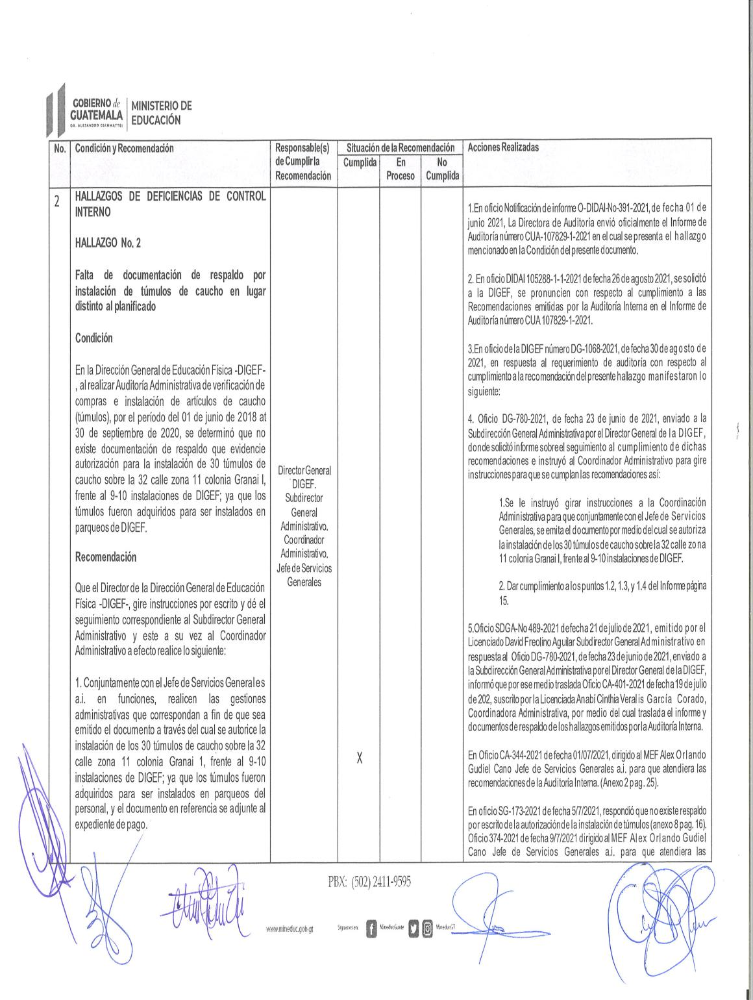 GOBIERNO de
GUATEMALA
DR. ALEJANDRO GIAMMATTEI
MINISTERIO DE
EDUCACIÓN
No.
Condición y Recomendación
Responsable(s)
de Cumplir la
Recomendación
Situación de la Recomendación
Cumplida
En
Proceso
No
Cumplida
Acciones Realizadas
2
HALLAZGOS DE DEFICIENCIAS DE CONTROL
INTERNO
HALLAZGO No. 2
Falta de documentación de respaldo por
instalación de túmulos de caucho en lugar
distinto al planificado
Condición
En la Dirección General de Educación Física -DIGEF-
, al realizar Auditoría Administrativa de verificación de
compras e instalación de artículos de caucho
(túmulos), por el período del 01 de junio de 2018 at
30 de septiembre de 2020, se determinó que no
existe documentación de respaldo que evidencie
autorización para la instalación de 30 túmulos de
caucho sobre la 32 calle zona 11 colonia Granai I,
frente al 9-10 instalaciones de DIGEF; ya que los
túmulos fueron adquiridos para ser instalados en
parqueos de DIGEF.
Recomendación
Que el Director de la Dirección General de Educación
Física -DIGEF-, gire instrucciones por escrito y dé el
seguimiento correspondiente al Subdirector General
Administrativo y este a su vez al Coordinador
Administrativo a efecto realice lo siguiente:
1. Conjuntamente con el Jefe de Servicios Generales
a.i. en funciones, realicen las gestiones
administrativas que correspondan a fin de que sea
emitido el documento a través del cual se autorice la
instalación de los 30 túmulos de caucho sobre la 32
calle zona 11 colonia Granai 1, frente al 9-10
instalaciones de DIGEF; ya que los túmulos fueron
adquiridos para ser instalados en parqueos del
personal, y el documento en referencia se adjunte al
expediente de pago.
Director General
DIGEF.
Subdirector
General
Administrativo.
Coordinador
Administrativo.
Jefe de Servicios
Generales
X
1.En oficio Notificación de informe O-DIDAI-No-391-2021, de fecha 01 de
junio 2021, La Directora de Auditoría envió oficialmente el Informe de
Auditoría número CUA-107829-1-2021 en el cual se presenta el hallazgo
mencionado en la Condición del presente documento.
2. En oficio DIDAI 105288-1-1-2021 de fecha 26 de agosto 2021, se solicitó
a la DIGEF, se pronuncien con respecto al cumplimiento a las
Recomendaciones emitidas por la Auditoría Interna en el Informe de
Auditoría número CUA 107829-1-2021.
3.En oficio de la DIGEF número DG-1068-2021, de fecha 30 de agosto de
2021, en respuesta al requerimiento de auditoría con respecto al
cumplimiento a la recomendación del presente hallazgo manifestaron lo
siguiente:
4. Oficio DG-780-2021, de fecha 23 de junio de 2021, enviado a la
Subdirección General Administrativa por el Director General de la DIGEF,
donde solicitó informe sobre el seguimiento al cumplimiento de dichas
recomendaciones e instruyó al Coordinador Administrativo para gire
instrucciones para que se cumplan las recomendaciones así:
1.Se le instruyó girar instrucciones a la Coordinación
Administrativa para que conjuntamente con el Jefe de Servicios
Generales, se emita el documento por medio del cual se autoriza
la instalación de los 30 túmulos de caucho sobre la 32 calle zona
11 colonia Granai I, frente al 9-10 instalaciones de DIGEF.
2. Dar cumplimiento a los puntos 1.2, 1.3, y 1.4 del Informe página
15.
5.Oficio SDGA-No 489-2021 de fecha 21 de julio de 2021, emitido por el
Licenciado David Freolino Aguilar Subdirector General Administrativo en
respuesta al Oficio DG-780-2021, de fecha 23 de junio de 2021, enviado a
la Subdirección General Administrativa por el Director General de la DIGEF,
informó que por ese medio traslada Oficio CA-401-2021 de fecha 19 de julio
de 202, suscrito por la Licenciada Anabí Cinthia Veralis García Corado,
Coordinadora Administrativa, por medio del cual traslada el informe y
documentos de respaldo de los hallazgos emitidos por la Auditoría Interna.
En Oficio CA-344-2021 de fecha 01/07/2021, dirigido al MEF Alex Orlando
Gudiel Cano Jefe de Servicios Generales a.i. para que atendiera las
recomendaciones de la Auditoría Interna. (Anexo 2 pag. 25).
En oficio SG-173-2021 de fecha 5/7/2021, respondió que no existe respaldo
por escrito de la autorización de la instalación de túmulos (anexo 8 pag. 16).
Oficio 374-2021 de fecha 9/7/2021 dirigido al MEF Alex Orlando Gudiel
Cano Jefe de Servicios Generales a.i. para que atendiera las
PBX: (502) 2411-9595
www.mineduc.gob.gt
Síguenos en:
MineducGuate
MineducGT